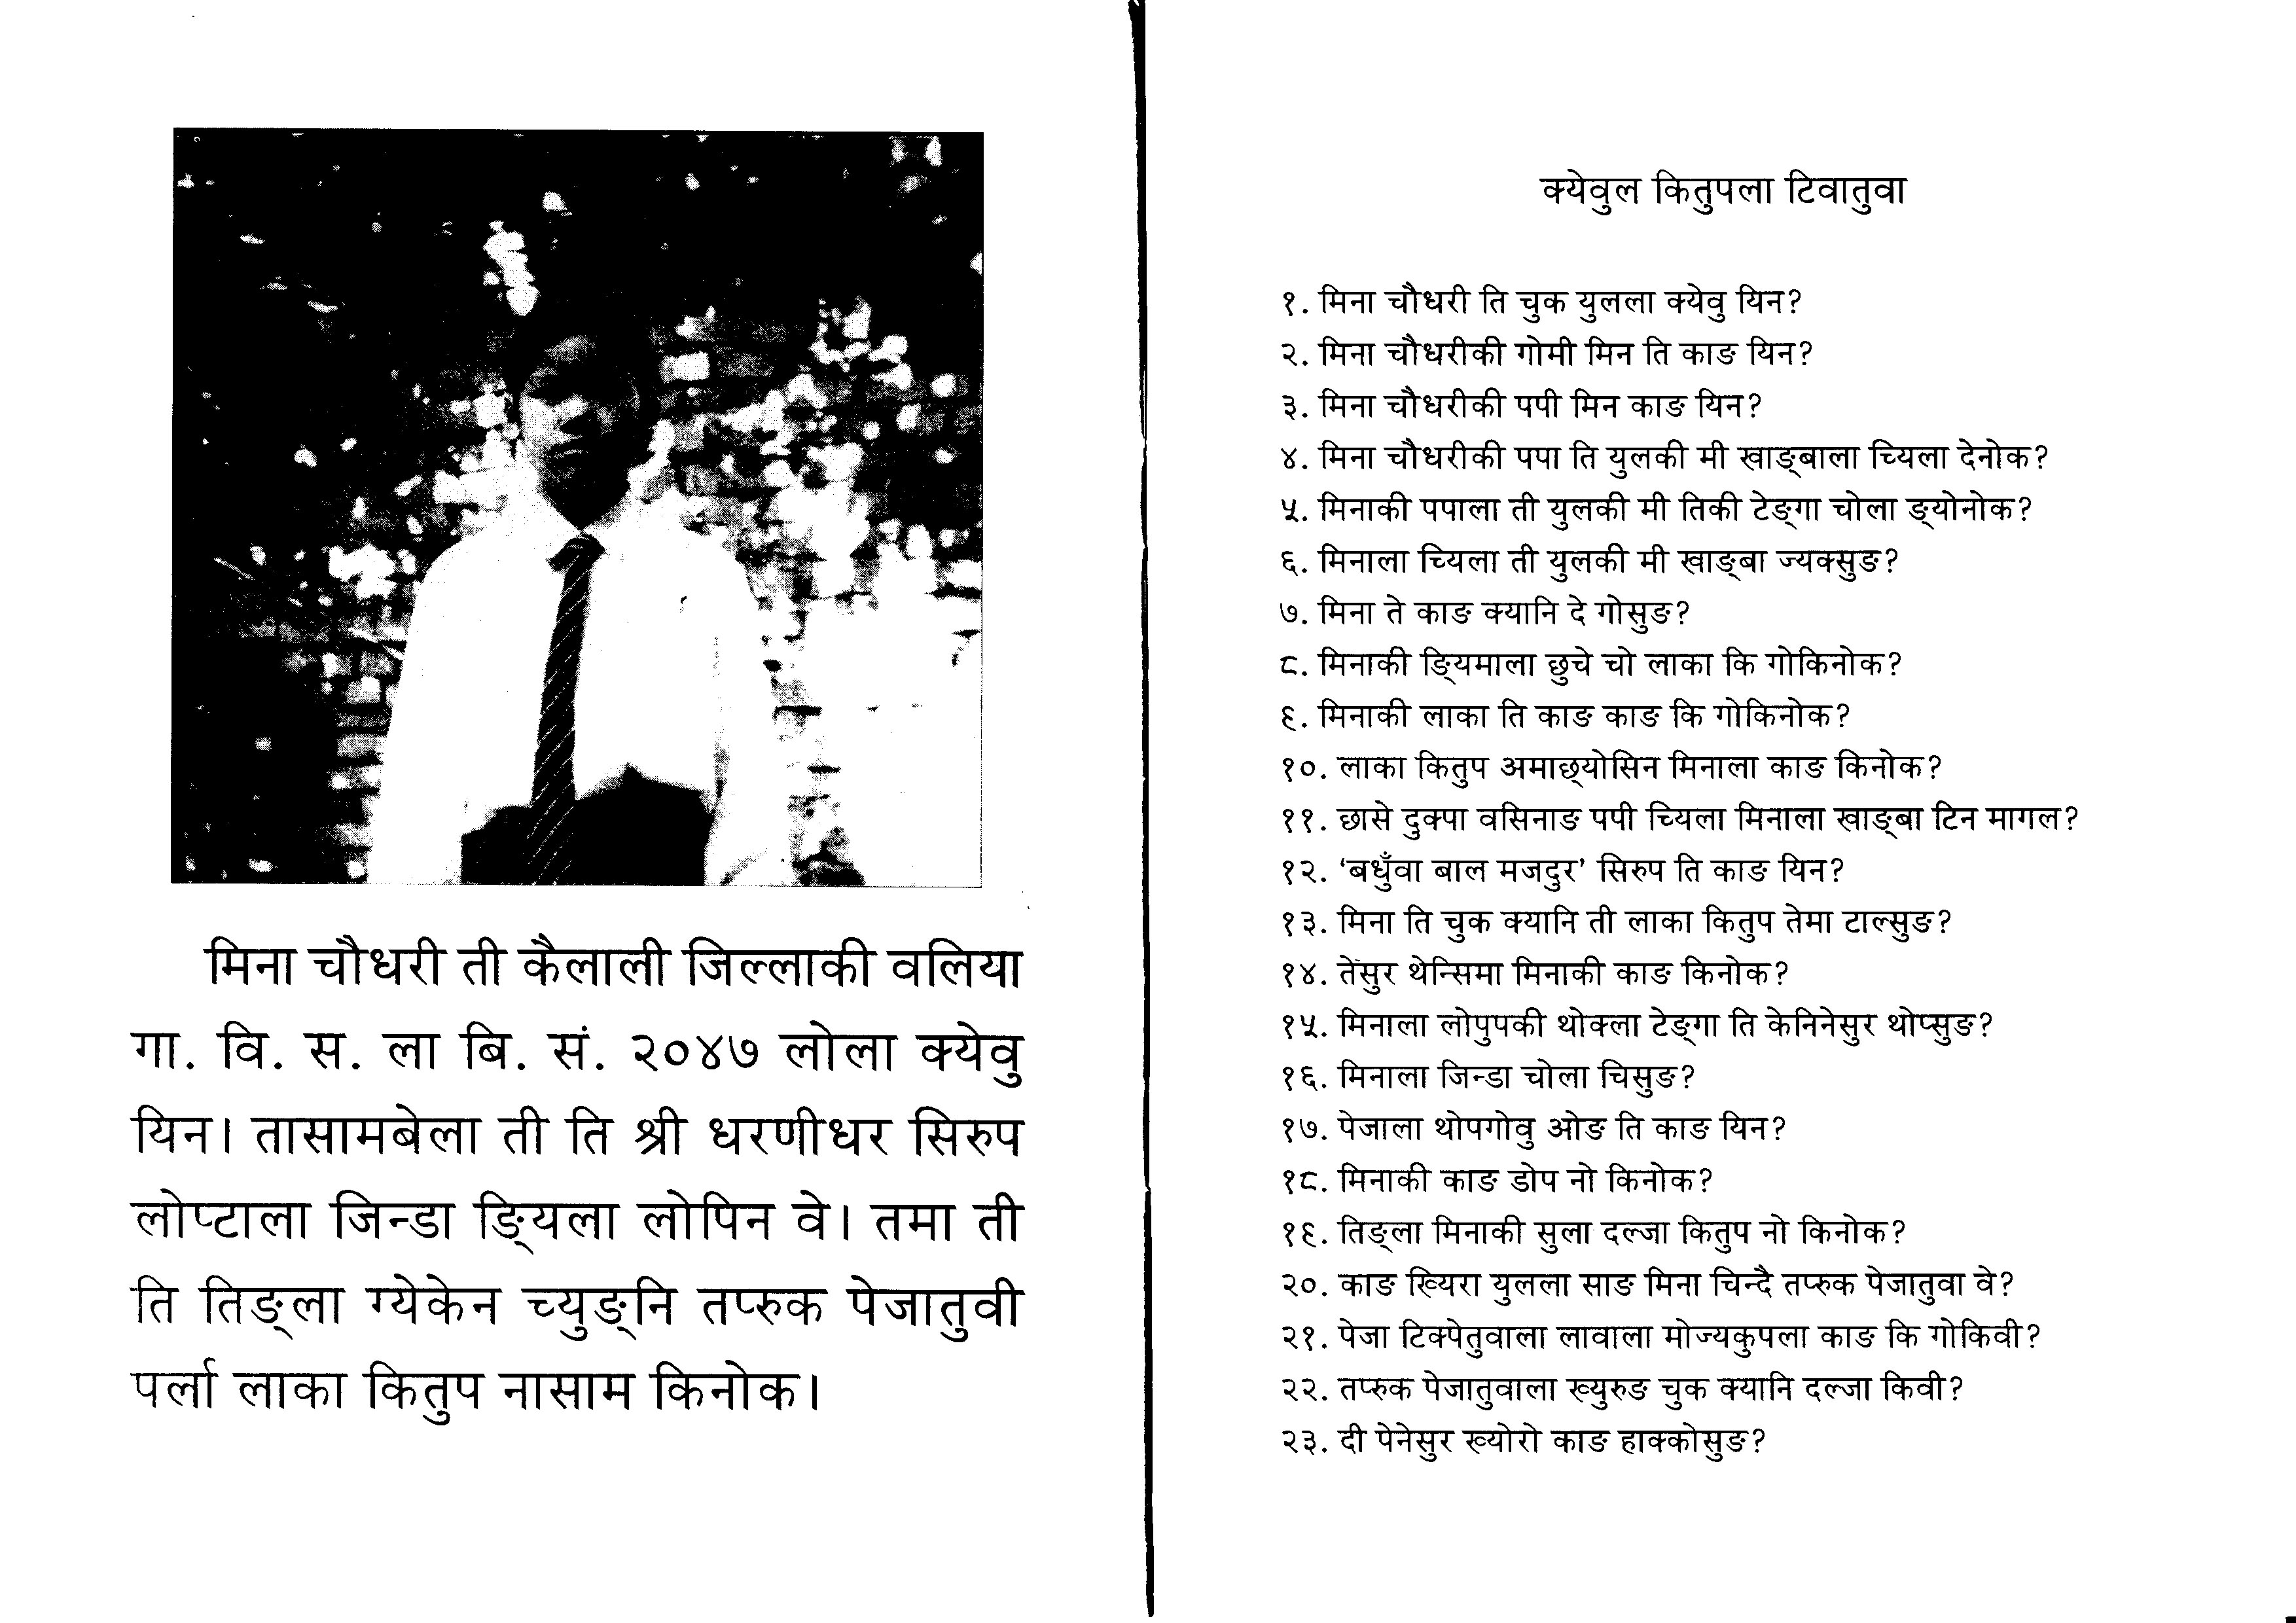 मिना चौधरी ती कैलाली जिल्लाकी वलिया
गा. वि. स. ला बि. सं. २०४७ लोला क्येवु
यिन। तासामबेला ती ति श्री धरणीधर सिरुप
लोप्टाला जिन्डा ङ्यिला लोपिन वे। तमा ती
ति तिङ्ला ग्येकेन च्युङ्नि तप्रुक पेजातुवी
पर्ला लाका कितुप नासाम किनोक।
क्येवुल कितुपला टिवातुवा
१. मिना चौधरी ति चुक युलला क्येवु यिन?
२. मिना चौधरीकी गोमी मिन ति काङ यिन?
३. मिना चौधरीकी पपी मिन काङ यिन?
४. मिना चौधरीकी पपा ति युलकी मी खाङ्बाला च्यिला देनोक?
५. मिनाकी पपाला ती युलकी मी तिकी टेङ्गा चोला ङ्योनोक?
६. मिनाला च्यिला ती युलकी मी खाङ्बा ज्यक्सुङ?
७. मिना ते काङ क्यानि दे गोसुङ?
८. मिनाकी ङ्यिमाला छुचे चो लाका कि गोकिनोक?
९. मिनाकी लाका ति काङ काङ कि गोकिनोक?
१०. लाका कितुप अमाछ्योसिन मिनाला काङ किनोक?
११. छासे दुक्पा वसिनाङ पपी च्यिला मिनाला खाङ्बा टिन मागल?
१२. ‘बधुँवा बाल मजदुर’ सिरुप ति काङ यिन?
१३. मिना ति चुक क्यानि ती लाका कितुप तेमा टाल्सुङ?
१४. तेसुर थेन्सिमा मिनाकी काङ किनोक?
१५. मिनाला लोपुपकी थोक्ला टेङ्गा ति केनिनेसुर थोप्सुङ?
१६. मिनाला जिन्डा चोला चिसुङ?
१७. पेजाला थोपगोवु ओङ ति काङ यिन?
१८. मिनाकी काङ डोप नो किनोक?
१९. तिङ्ला मिनाकी सुला दल्जा कितुप नो किनोक?
२०. काङ ख्यिरा युलला साङ मिना चिन्दै तप्रुक पेजातुवा वे?
२१. पेजा टिक्पेतुवाला लावाला मोज्यकुपला काङ कि गोकिवी?
२२. तप्रुक पेजातुवाला ख्युरुङ चुक क्यानि दल्जा किवी?
२३. दी पेनेसुर ख्योरो काङ हाक्कोसुङ?